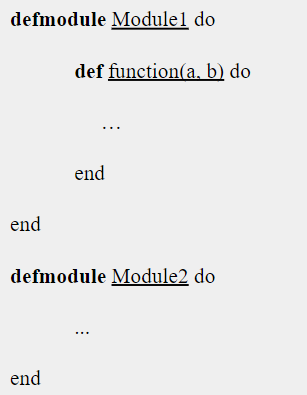 defmodule Module1 do
def function(a, b) do
…
end
end
defmodule Module2 do
...
end